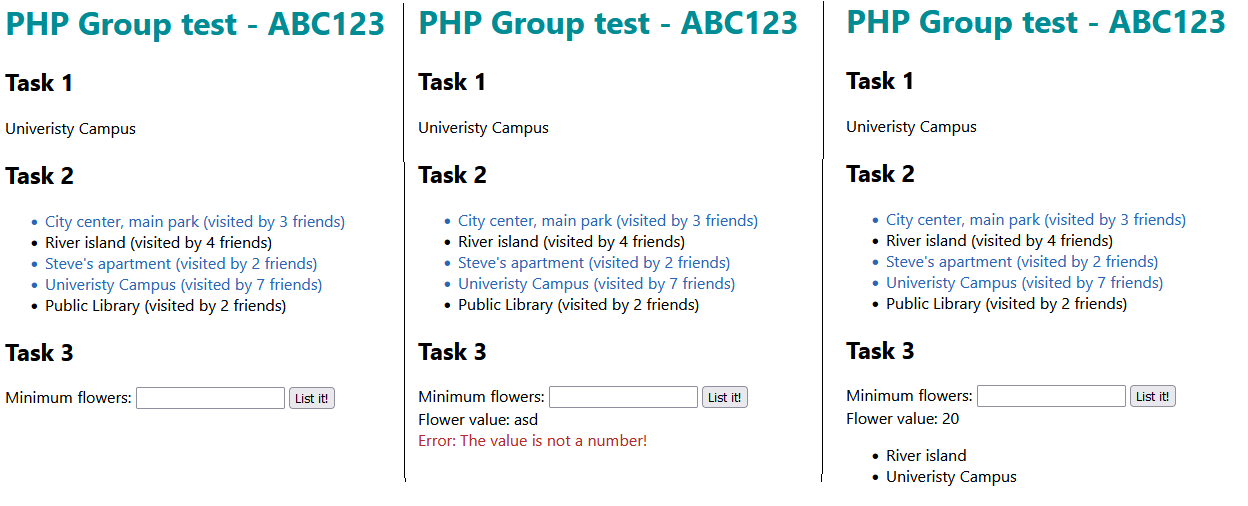 PHP Group test - ABC123
Task 1
Univeristy Campus
Task 2
• City center, main park (visited by 3 friends)
• River island (visited by 4 friends)
• Steve's apartment (visited by 2 friends)
• Univeristy Campus (visited by 7 friends)
• Public Library (visited by 2 friends)
Task 3
Minimum flowers: List it!
PHP Group test - ABC123
Task 1
Univeristy Campus
Task 2
• City center, main park (visited by 3 friends)
• River island (visited by 4 friends)
• Steve's apartment (visited by 2 friends)
• Univeristy Campus (visited by 7 friends)
• Public Library (visited by 2 friends)
Task 3
Minimum flowers: List it!
Flower value: asd
Error: The value is not a number!
PHP Group test - ABC123
Task 1
Univeristy Campus
Task 2
• City center, main park (visited by 3 friends)
• River island (visited by 4 friends)
• Steve's apartment (visited by 2 friends)
• Univeristy Campus (visited by 7 friends)
• Public Library (visited by 2 friends)
Task 3
Minimum flowers: List it!
Flower value: 20
• River island
• Univeristy Campus